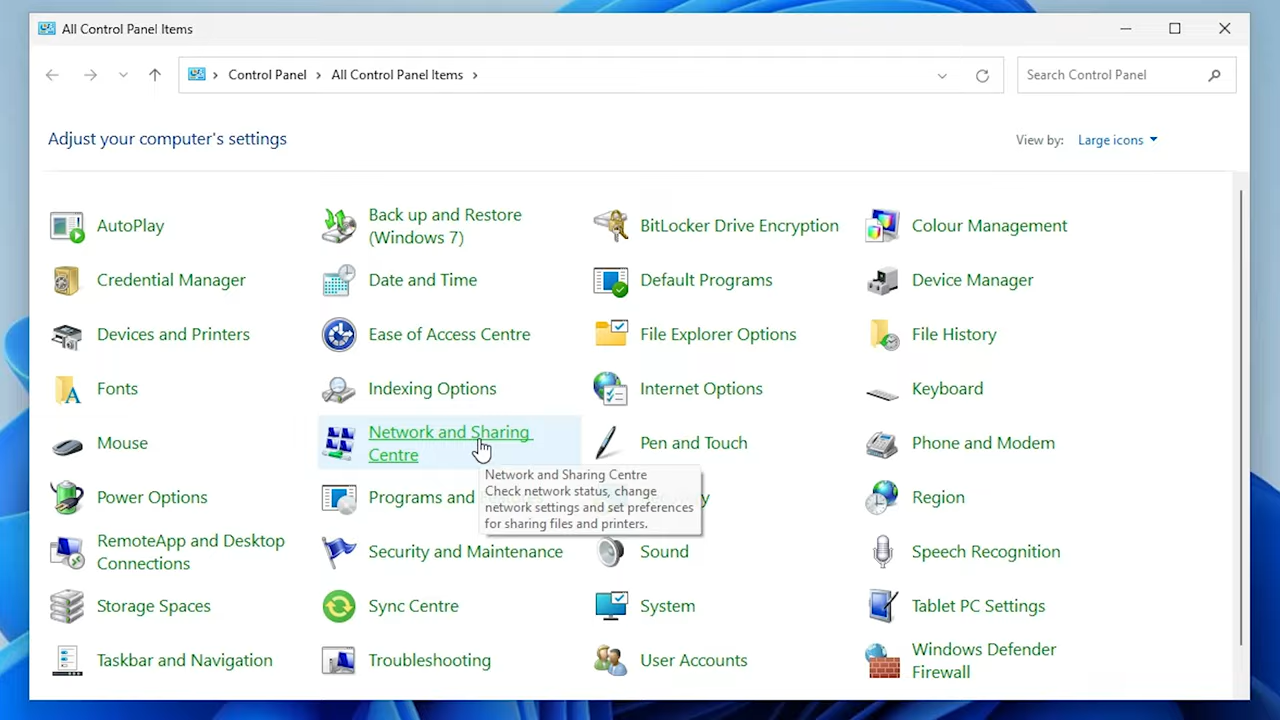 All Control Panel Items
Control Panel
All Control Panel Items
Search Control Panel
Adjust your computer's settings
View by:
Large icons
AutoPlay
Back up and Restore
(Windows 7)
BitLocker Drive Encryption
Colour Management
Credential Manager
Date and Time
Default Programs
Device Manager
Devices and Printers
Ease of Access Centre
File Explorer Options
File History
Fonts
Indexing Options
Internet Options
Keyboard
Mouse
Network and Sharing
Centre
Pen and Touch
Phone and Modem
Network and Sharing Centre
Check network status, change
network settings and set preferences
for sharing files and printers.
Power Options
Programs and
Region
RemoteApp and Desktop
Connections
Security and Maintenance
Sound
Speech Recognition
Storage Spaces
Sync Centre
System
Tablet PC Settings
Taskbar and Navigation
Troubleshooting
User Accounts
Windows Defender
Firewall